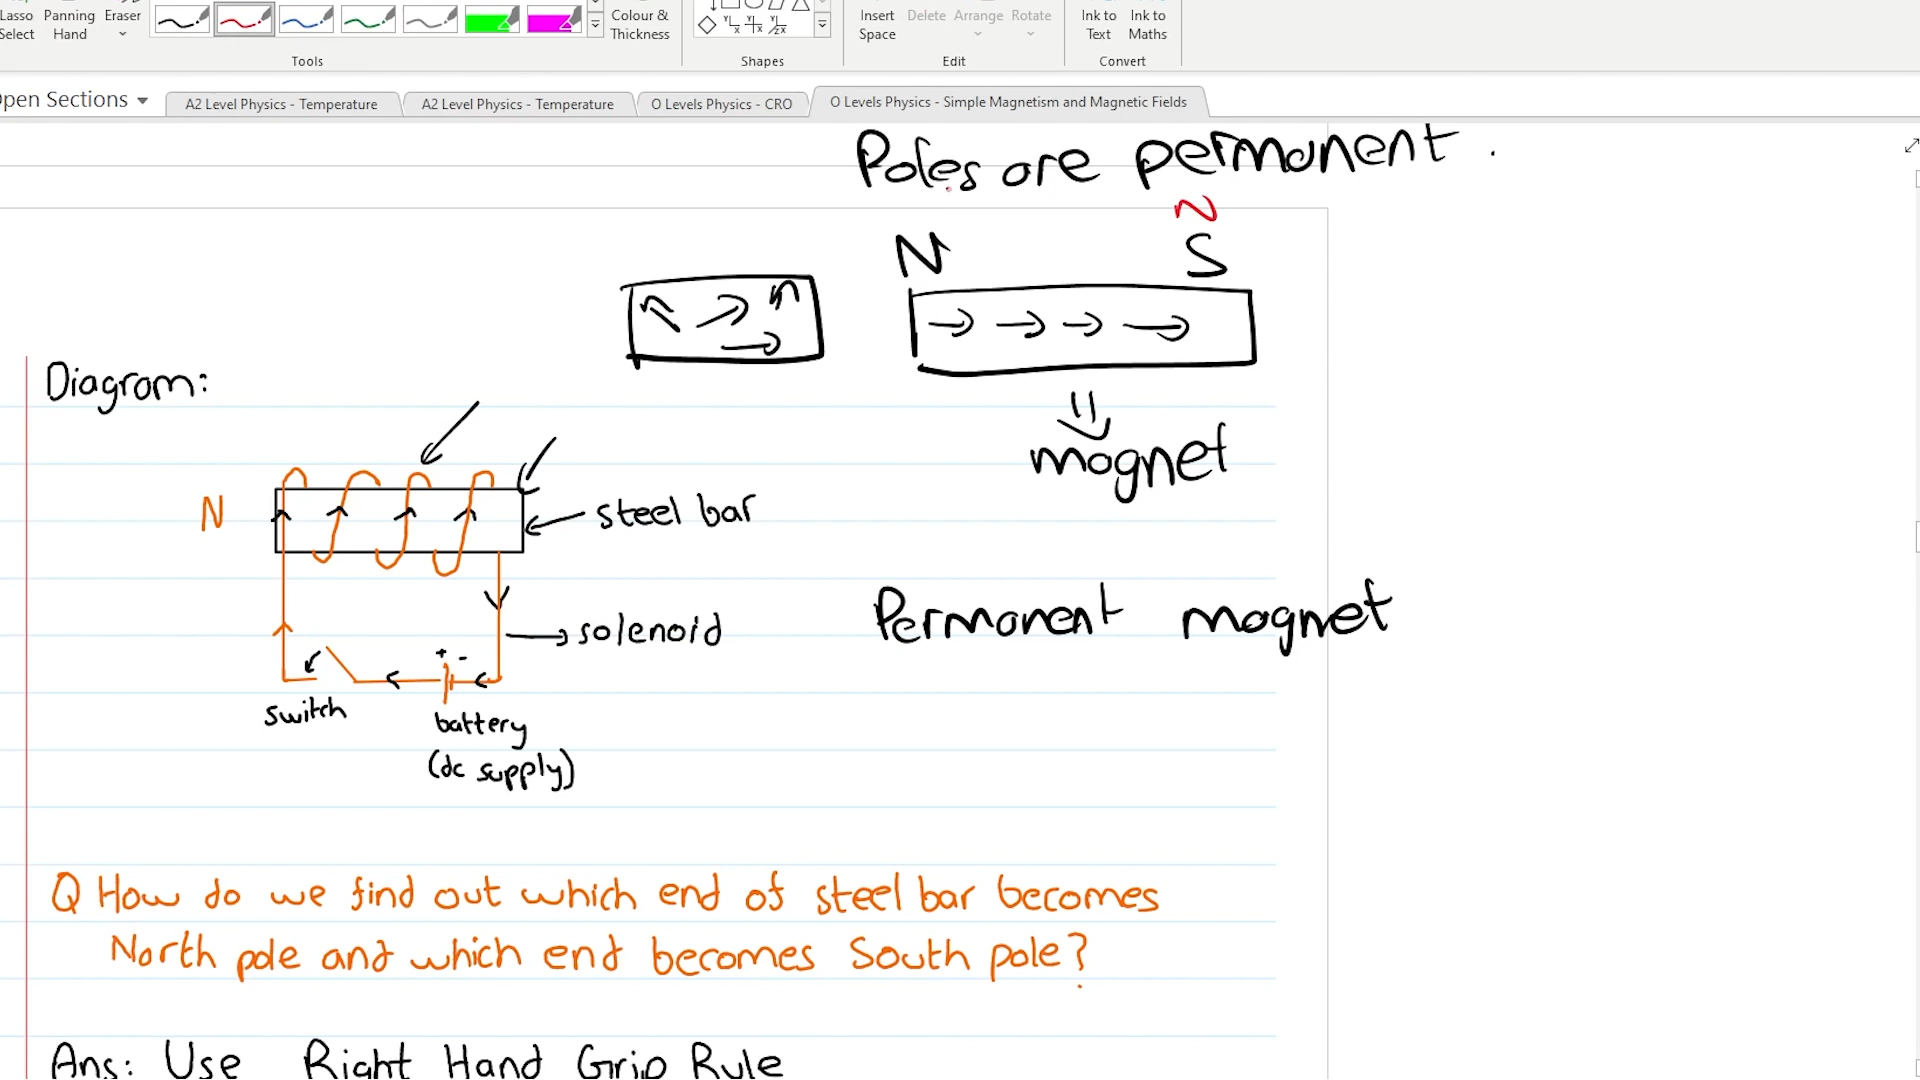 Lasso
Select
Panning
Hand
Eraser
Colour &
Thickness
Insert
Space
Delete
Arrange
Rotate
Ink to
Text
Ink to
Maths
Tools
Shapes
Edit
Convert
Open Sections
A2 Level Physics - Temperature
A2 Level Physics - Temperature
O Levels Physics - CRO
O Levels Physics - Simple Magnetism and Magnetic Fields
Poles are permanent.
N
N S
Diagram:
magnet
N
steel bar
Permanent magnet
solenoid
+ -
switch
battery
(dc supply)
Q How do we find out which end of steel bar becomes
North pole and which end becomes South pole?
Ans: Use Right Hand Grip Rule